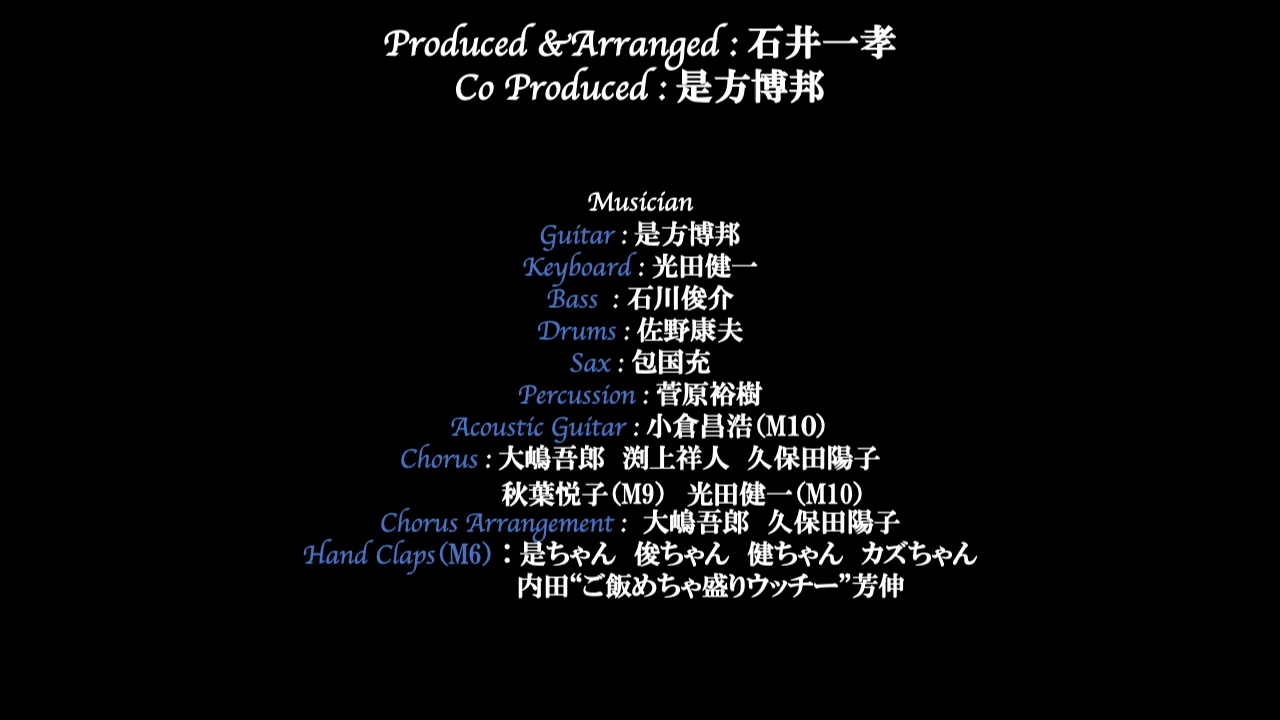 Produced &Arranged : 石井一孝
Co Produced : 是方博邦
Musician
Guitar : 是方博邦
Keyboard : 光田健一
Bass : 石川俊介
Drums : 佐野康夫
Sax : 包国充
Percussion : 菅原裕樹
Acoustic Guitar : 小倉昌浩(M10)
Chorus : 大嶋吾郎　渕上祥人　久保田陽子
秋葉悦子(M9)　光田健一(M10)
Chorus Arrangement : 大嶋吾郎　久保田陽子
Hand Claps(M6)：是ちゃん　俊ちゃん　健ちゃん　カズちゃん
内田“ご飯めちゃ盛りウッチー”芳伸